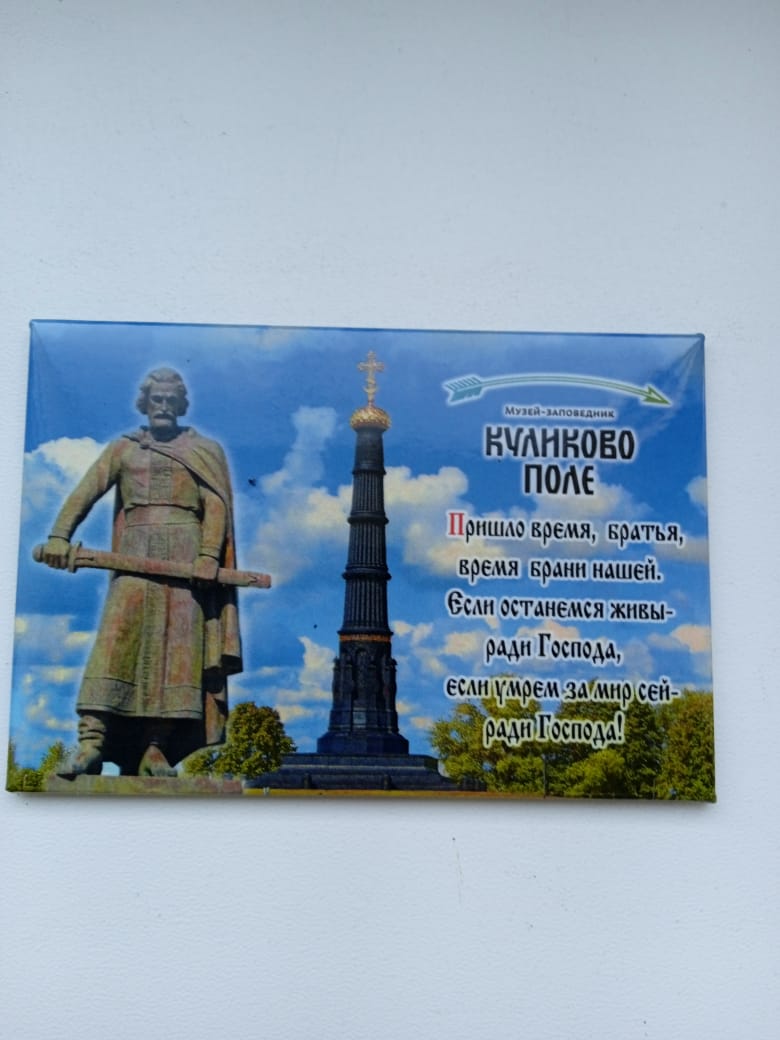 Музей-заповедник
Куликово
поле
Пришло время, братья,
время брани нашей.
Если останемся живы-
ради Господа,
если умрем за мир сей-
ради Господа!